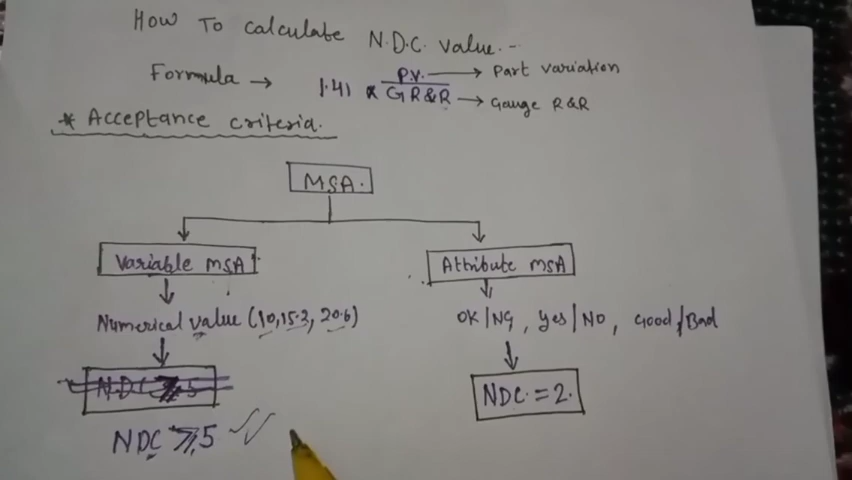 How To calculate N.D.C. value.-
Formula → 1.41 × P.V. → Part variation
GR&R → Gauge R&R
* Acceptance criteria.
MSA.
Variable MSA
Attribute MSA
Numerical value (10, 15.2, 20.6)
OK/NG, Yes/No, Good/Bad
NDC ≥ 5
NDC = 2.
NDC ≥ 5